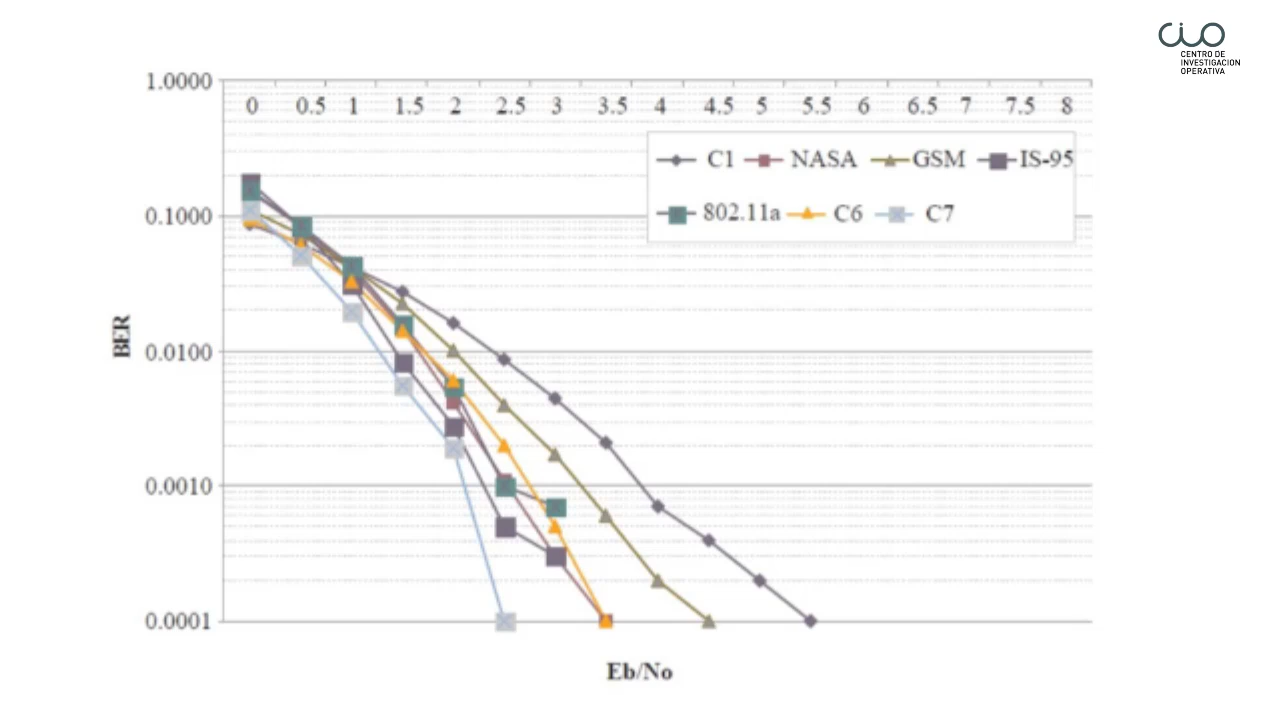 CIO
CENTRO DE
INVESTIGACION
OPERATIVA
1.0000
0 0.5 1 1.5 2 2.5 3 3.5 4 4.5 5 5.5 6 6.5 7 7.5 8
C1 NASA GSM IS-95
802.11a C6 C7
0.1000
BER
0.0100
0.0010
0.0001
Eb/No